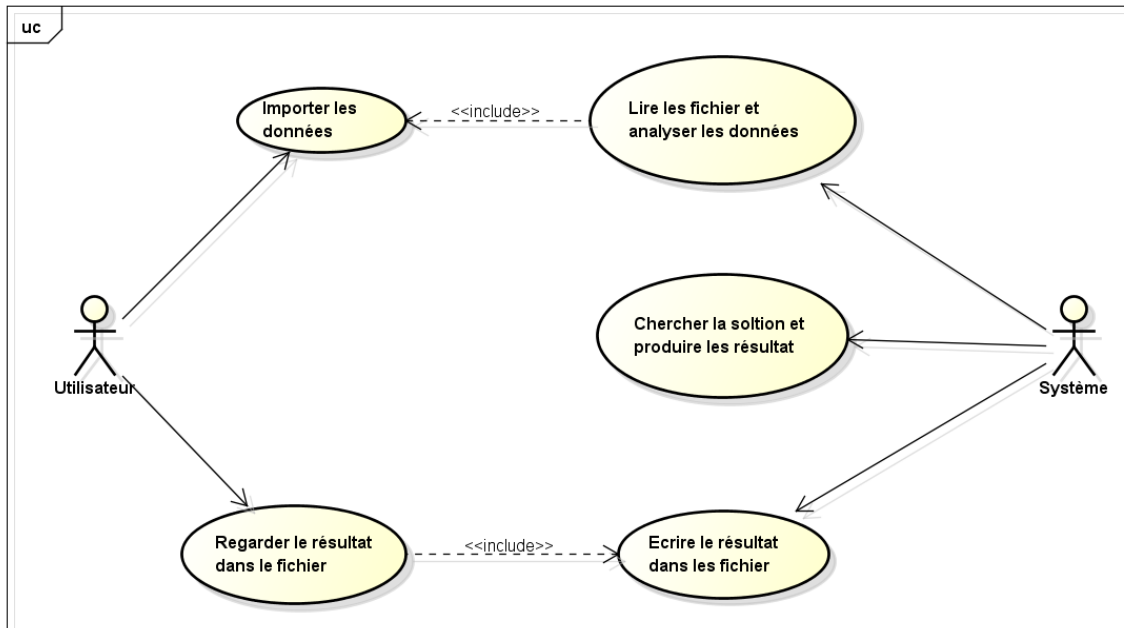 uc
Importer les
données
<<include>>
Lire les fichier et
analyser les données
Chercher la soltion et
produire les résultat
Utilisateur
Système
Regarder le résultat
dans le fichier
<<include>>
Ecrire le résultat
dans les fichier